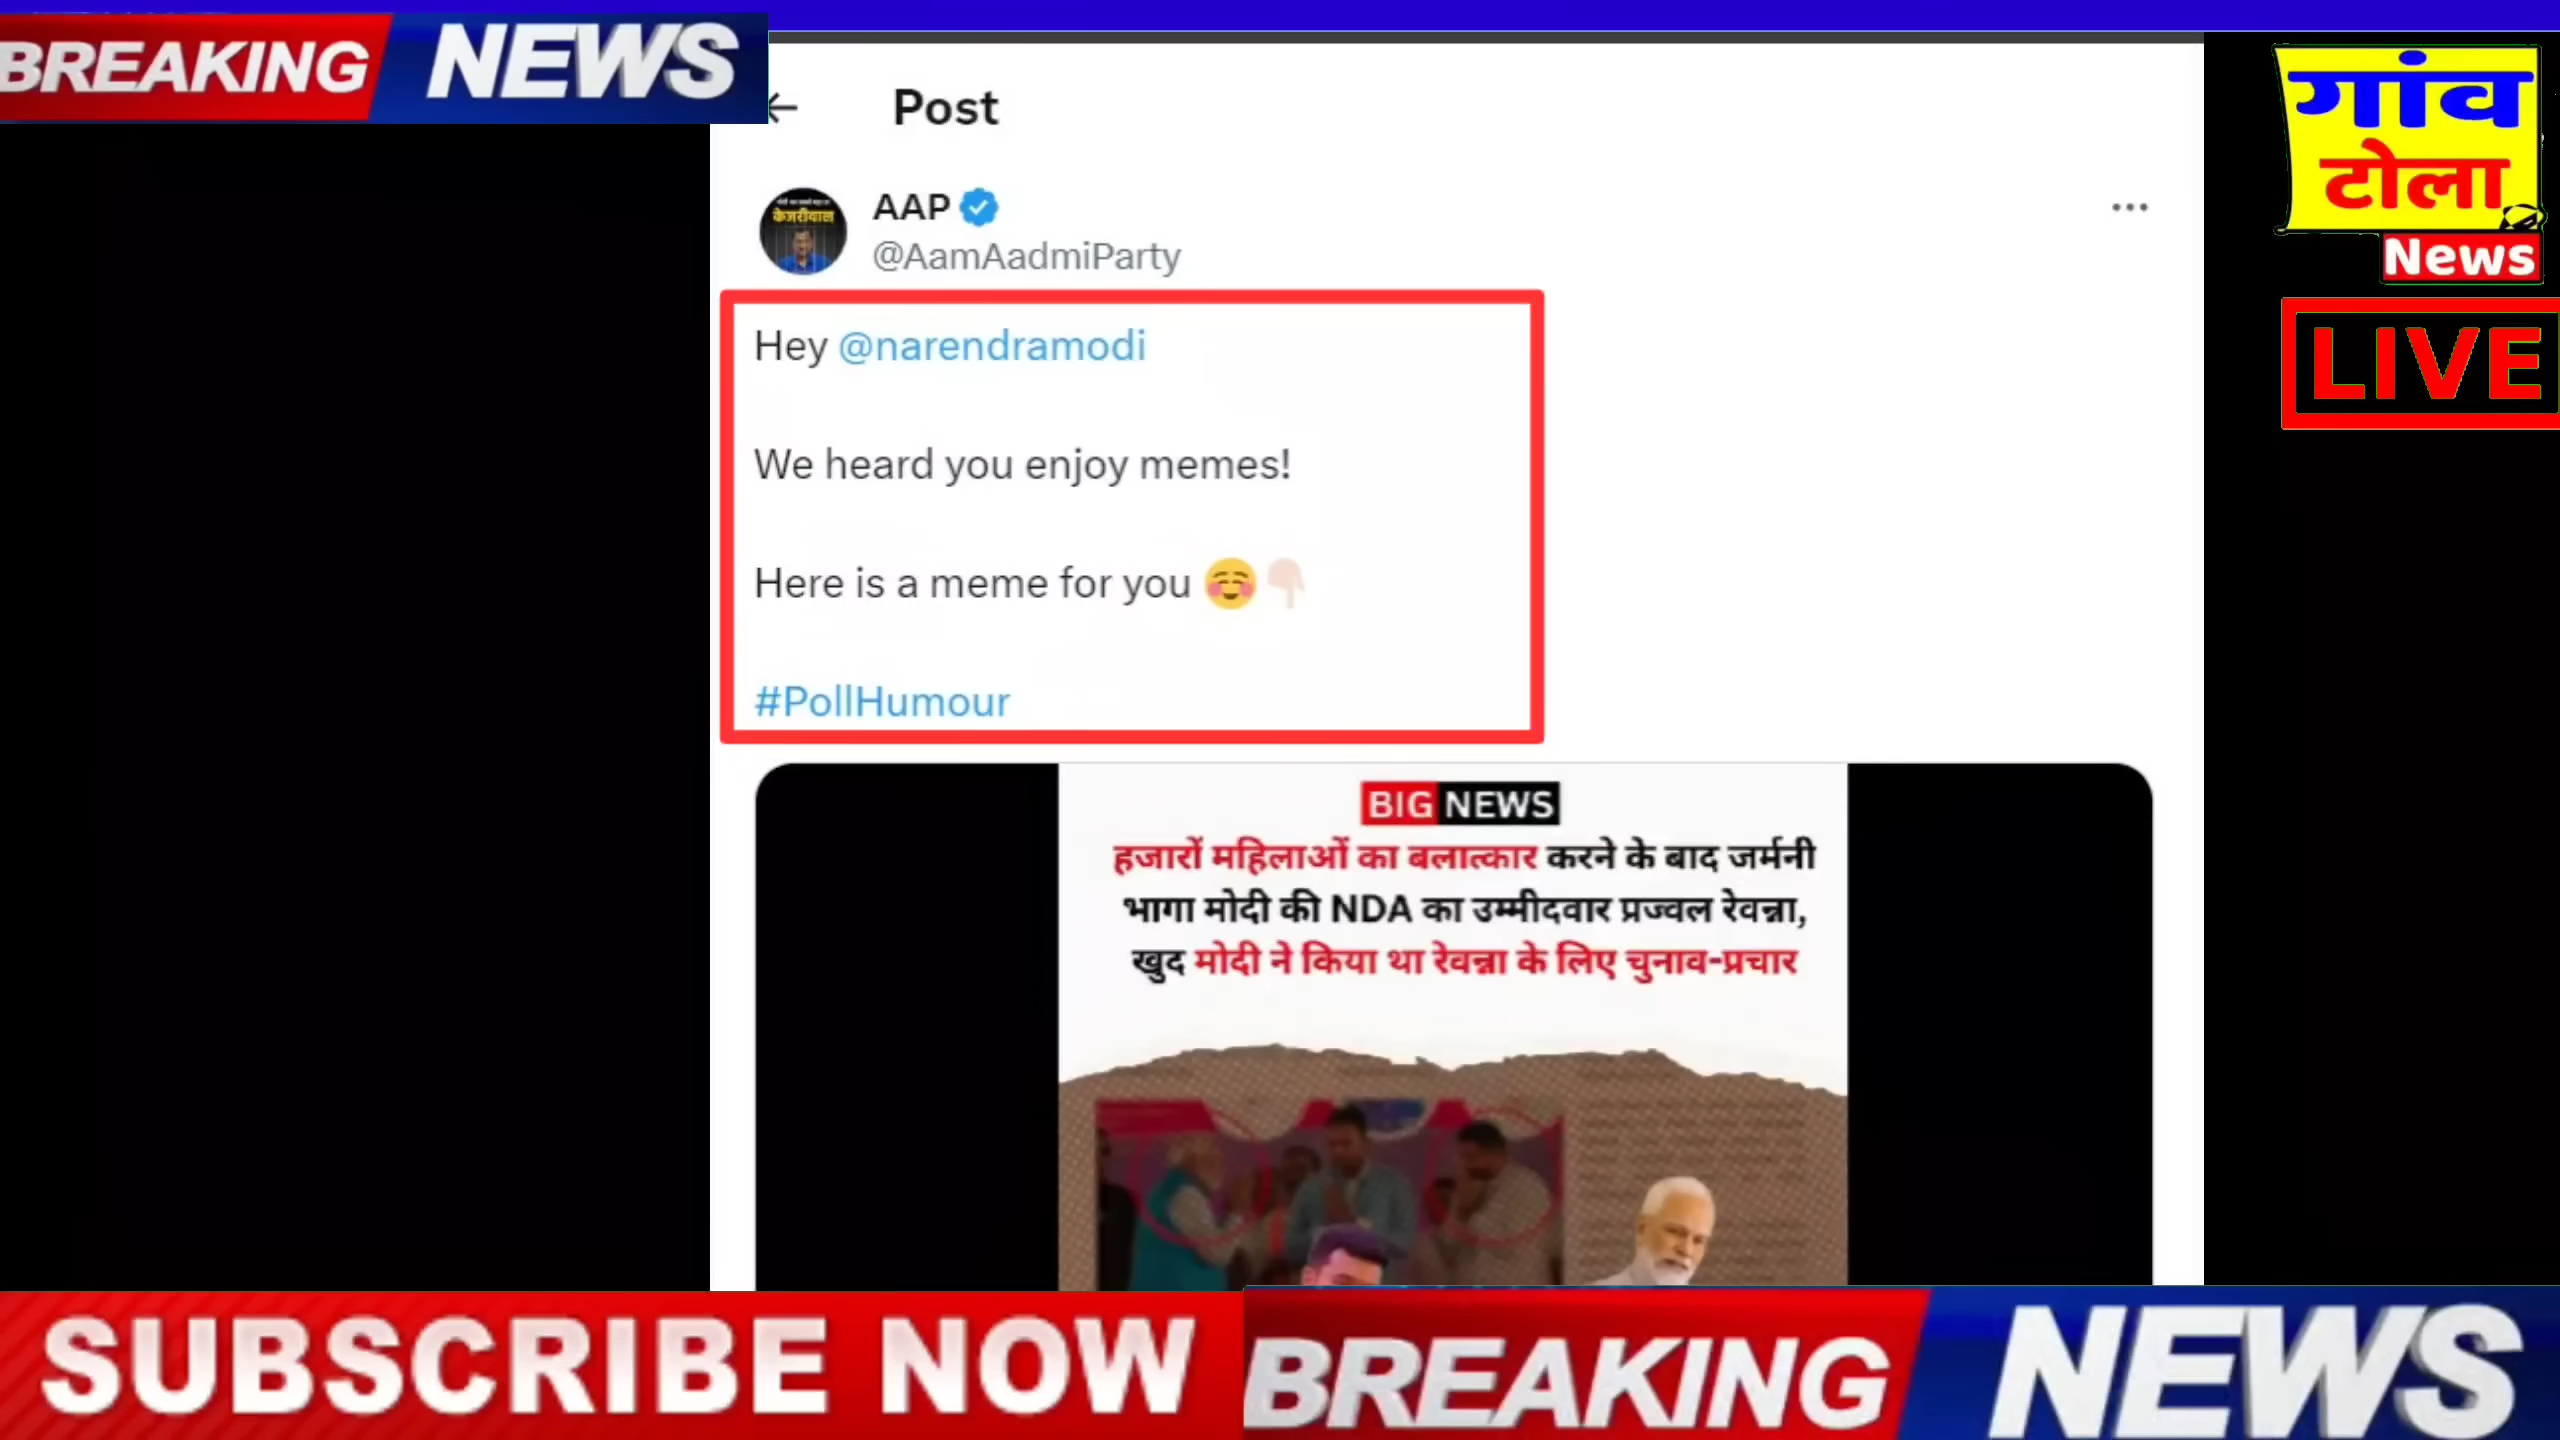 BREAKING NEWS
Post
गांव
टोला
News
LIVE
केजरीवाल
AAP
@AamAadmiParty
Hey @narendramodi
We heard you enjoy memes!
Here is a meme for you ☺️👇🏻
#PollHumour
BIG NEWS
हजारों महिलाओं का बलात्कार करने के बाद जर्मनी
भागा मोदी की NDA का उम्मीदवार प्रज्वल रेवन्ना,
खुद मोदी ने किया था रेवन्ना के लिए चुनाव-प्रचार
SUBSCRIBE NOW
BREAKING NEWS